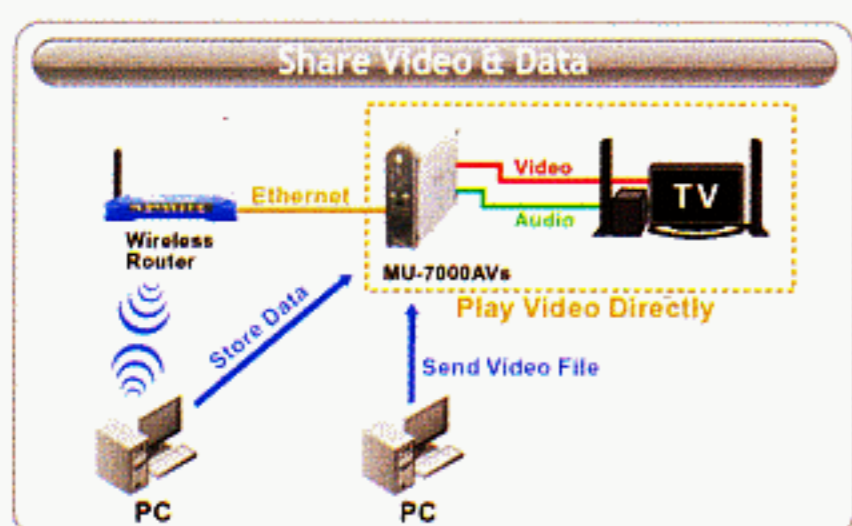 Share Video & Data
Ethernet
Video
TV
Audio
Wireless
Router
MU-7000AVs
Play Video Directly
Store Data
Send Video File
PC
PC